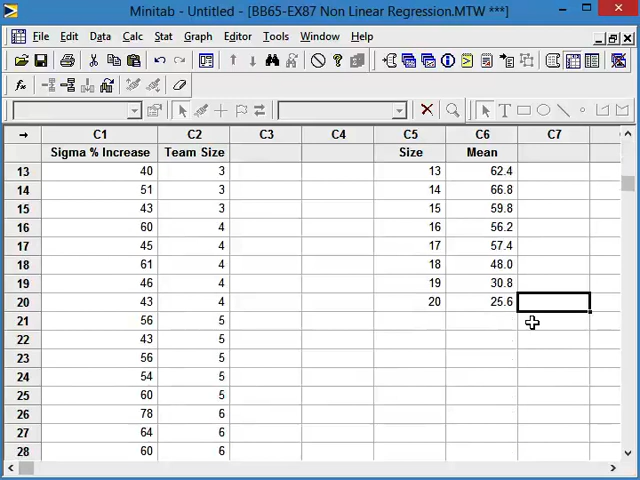 Minitab - Untitled - [BB65-EX87 Non Linear Regression.MTW ***]
File Edit Data Calc Stat Graph Editor Tools Window Help
→ C1 C2 C3 C4 C5 C6 C7
Sigma % Increase Team Size Size Mean
13 40 3 13 62.4
14 51 3 14 66.8
15 43 3 15 59.8
16 60 4 16 56.2
17 45 4 17 57.4
18 61 4 18 48.0
19 46 4 19 30.8
20 43 4 20 25.6
21 56 5
22 43 5
23 56 5
24 54 5
25 60 5
26 78 6
27 64 6
28 60 6